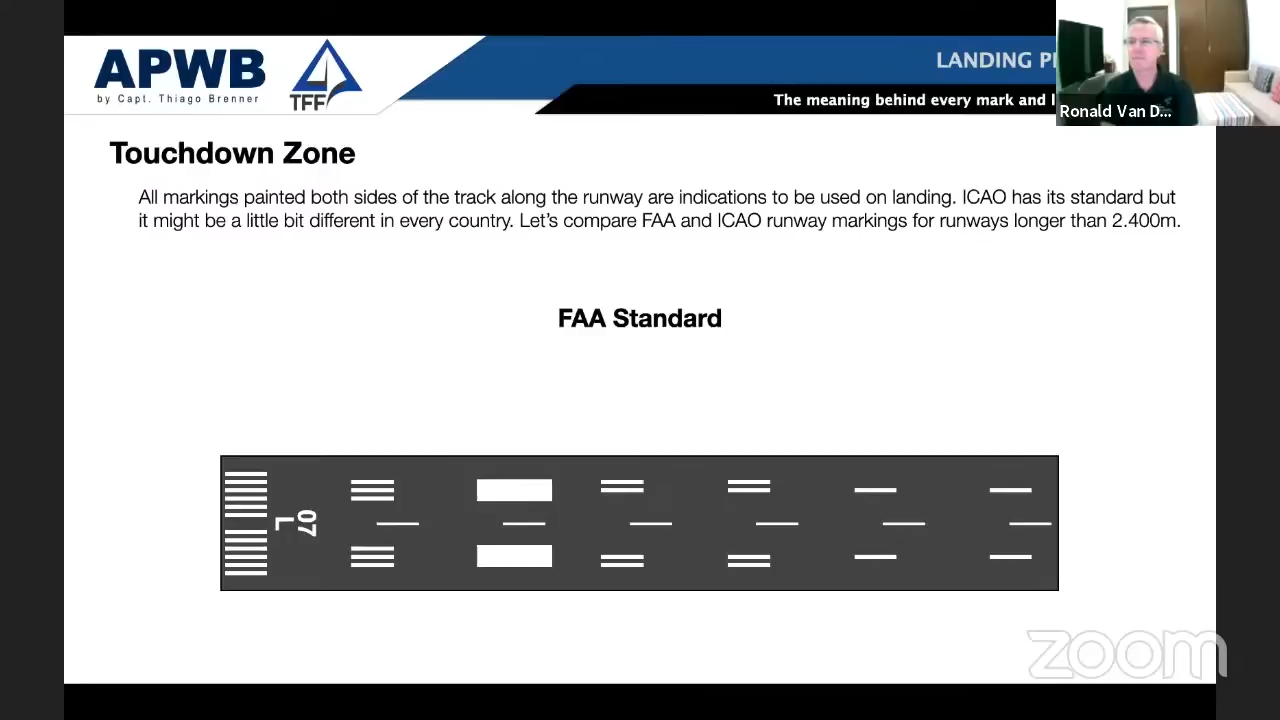 APWB
by Capt. Thiago Brenner
TFF
LANDING
The meaning behind every mark and
Ronald Van D...
Touchdown Zone
All markings painted both sides of the track along the runway are indications to be used on landing. ICAO has its standard but
it might be a little bit different in every country. Let's compare FAA and ICAO runway markings for runways longer than 2.400m.
FAA Standard
07
L
zoom